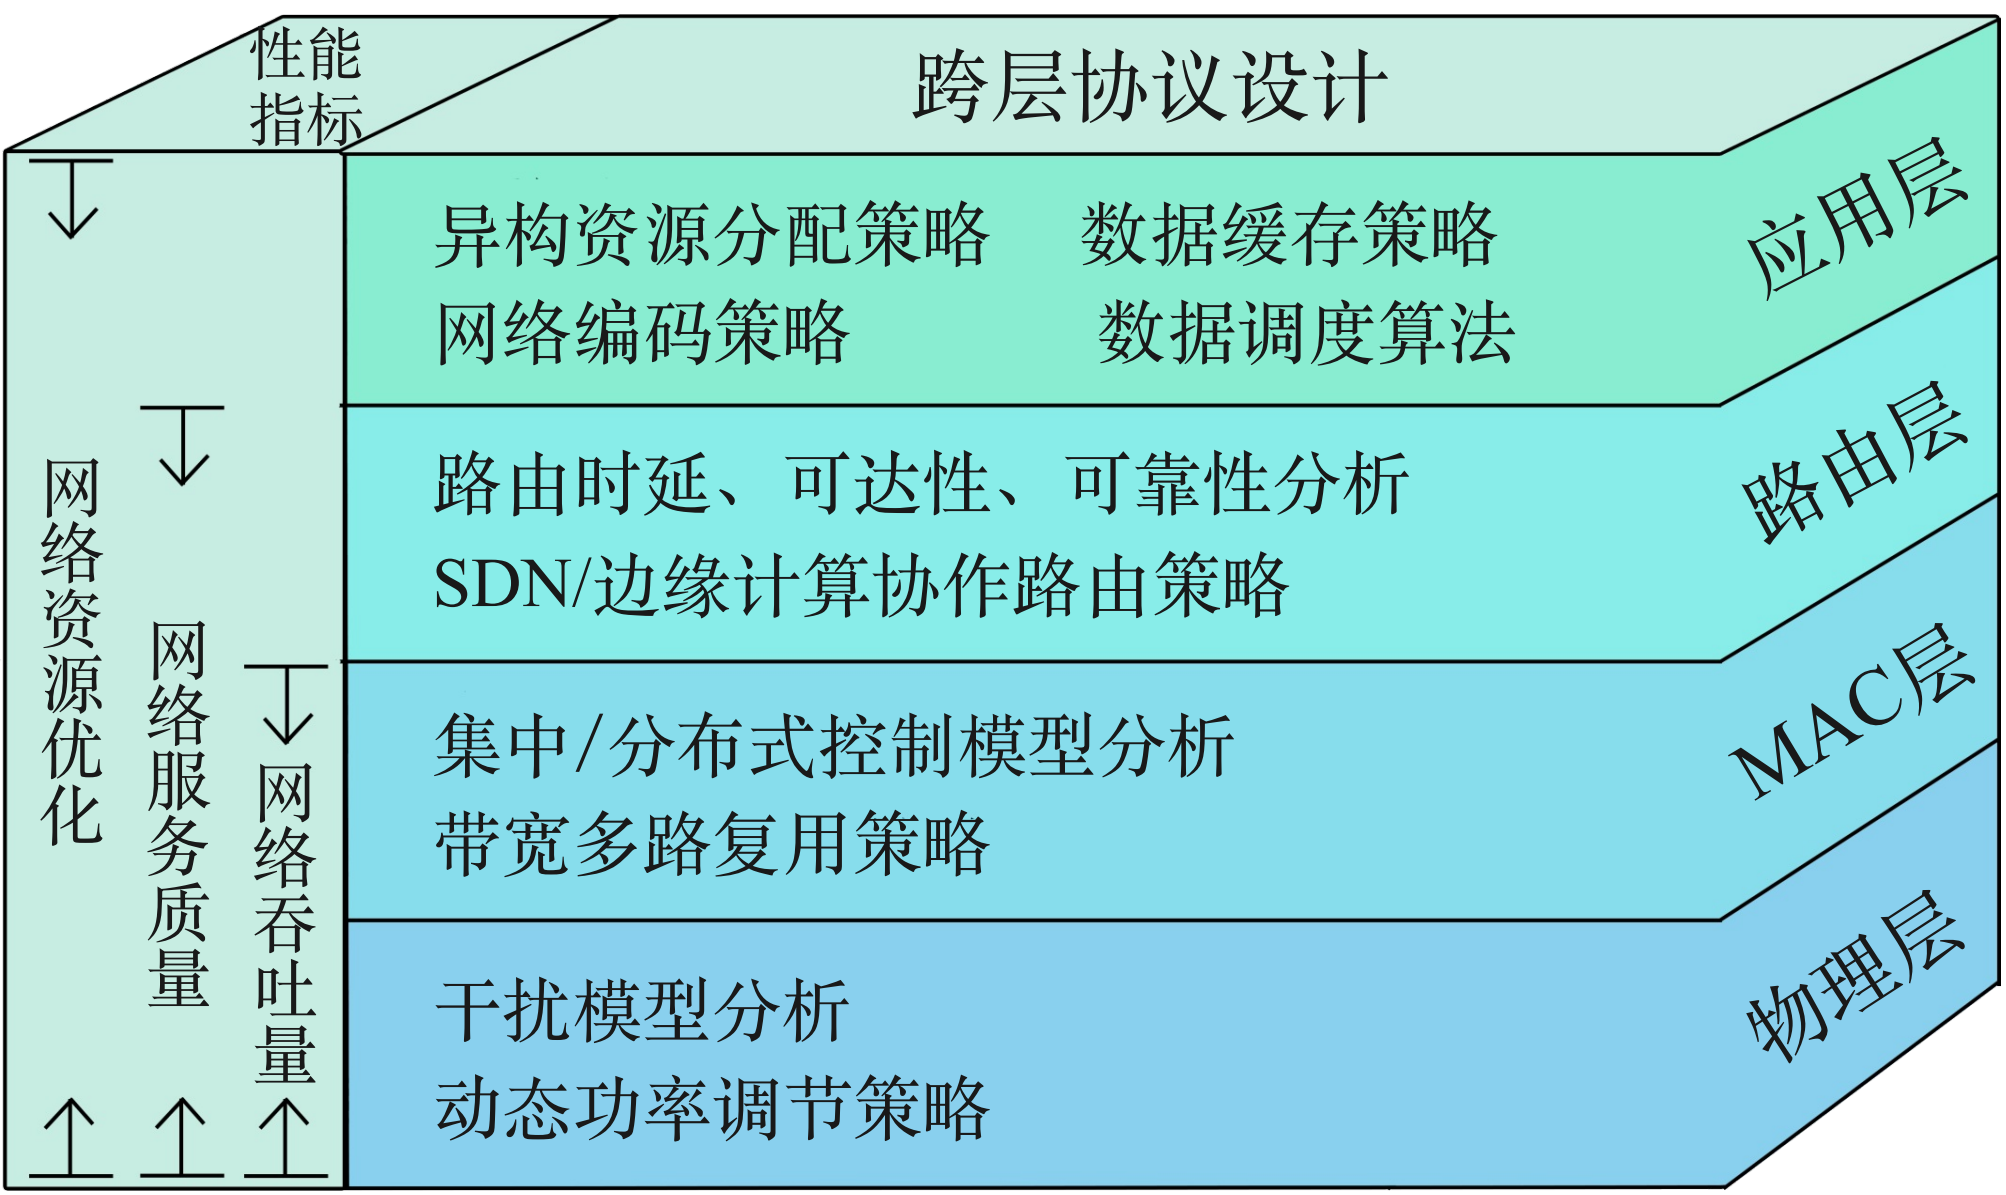 性能
指标
跨层协议设计
异构资源分配策略 数据缓存策略
网络编码策略 数据调度算法
应用层
路由时延、可达性、可靠性分析
SDN/边缘计算协作路由策略
路由层
集中/分布式控制模型分析
带宽多路复用策略
MAC层
干扰模型分析
动态功率调节策略
物理层
网络资源优化
网络服务质量
网络吞吐量